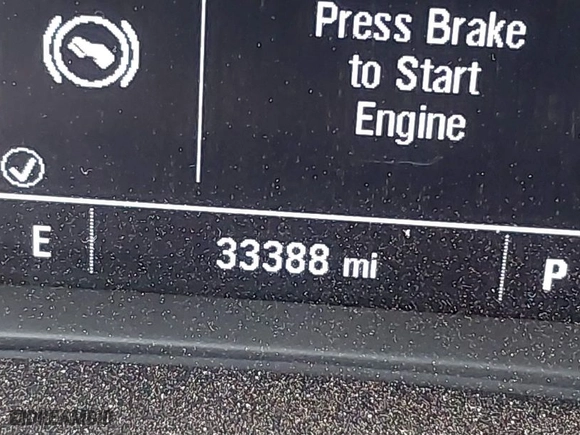 Press Brake
to Start
Engine
E
33388 mi
P